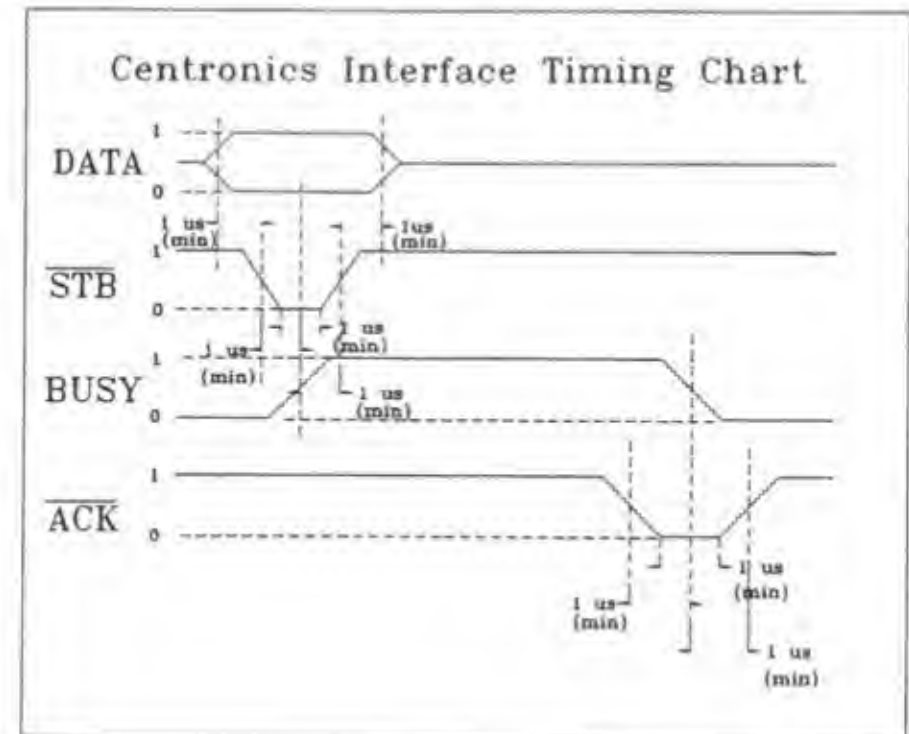 Centronics Interface Timing Chart
1
DATA
0
1 us
(min)
1us
(min)
1
STB
0
1 us
(min)
1 us
(min)
1
BUSY
1 us
(min)
0
1
ACK
0
1 us
(min)
1 us
(min)
1 us
(min)